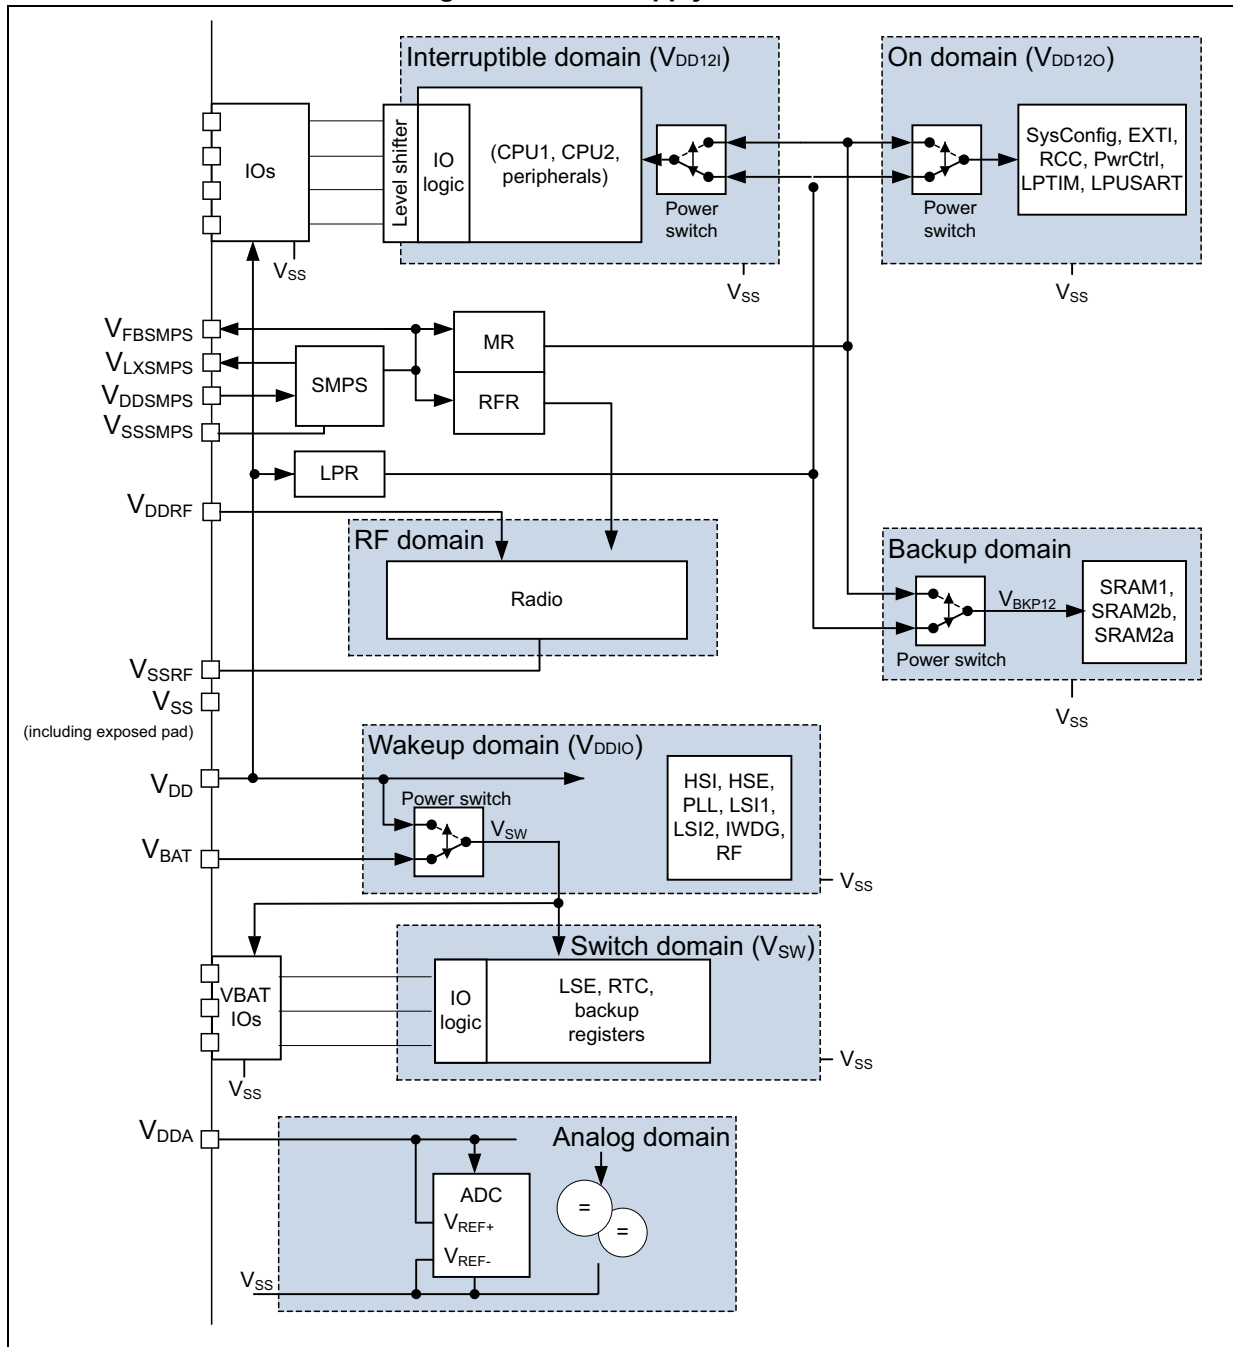 Interruptible domain (VDD12I)
On domain (VDD12O)
IOs
Level shifter
IO
logic
(CPU1, CPU2,
peripherals)
Power
switch
Power
switch
SysConfig, EXTI,
RCC, PwrCtrl,
LPTIM, LPUSART
VSS
VSS
VSS
VFBSMPS
VLXSMPS
VDDSMPS
VSSSMPS
SMPS
MR
RFR
LPR
VDDRF
RF domain
Radio
Backup domain
VBKP12
SRAM1,
SRAM2b,
SRAM2a
Power switch
VSS
VSSRF
VSS
(including exposed pad)
Wakeup domain (VDDIO)
VDD
Power switch
VSW
HSI, HSE,
PLL, LSI1,
LSI2, IWDG,
RF
VBAT
VSS
Switch domain (VSW)
VBAT
IOs
IO
logic
LSE, RTC,
backup
registers
VSS
VSS
VDDA
Analog domain
ADC
VREF+
VREF-
=
=
VSS